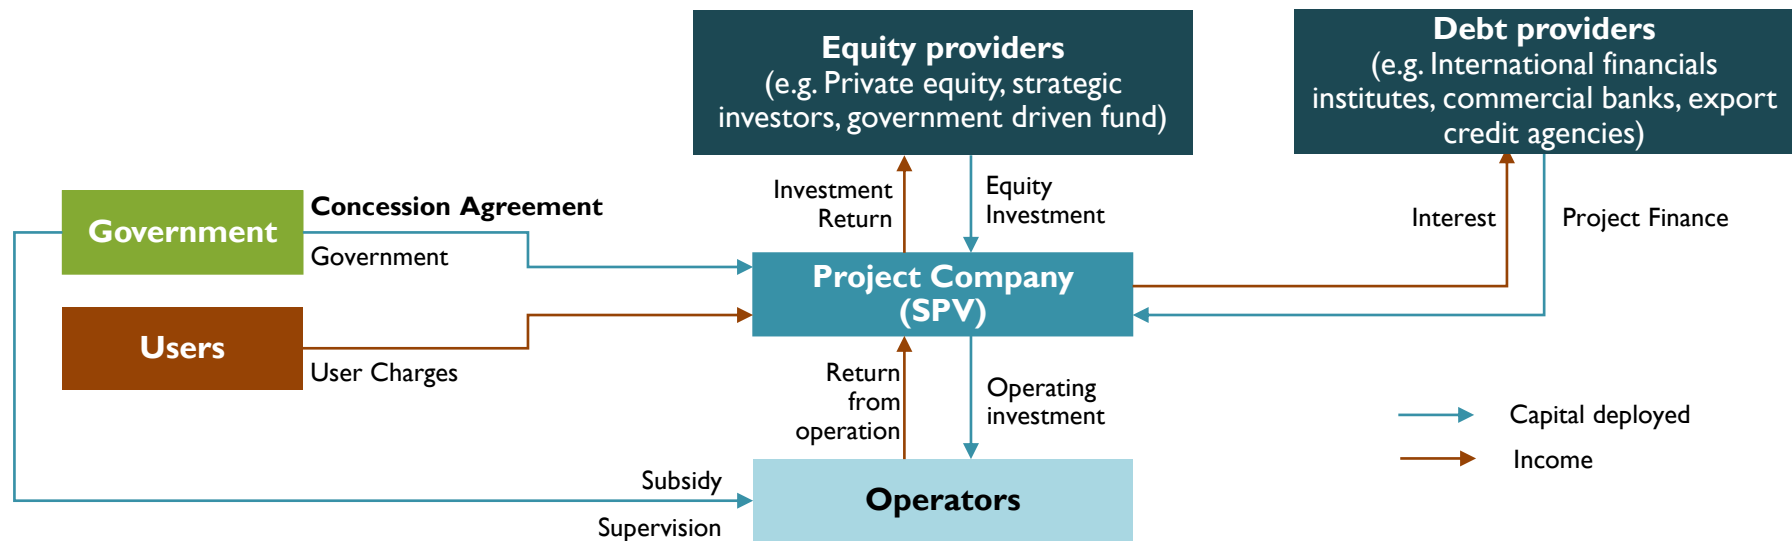 Equity providers
(e.g. Private equity, strategic
investors, government driven fund)
Debt providers
(e.g. International financials
institutes, commercial banks, export
credit agencies)
Investment
Return
Equity
Investment
Interest
Project Finance
Government
Concession Agreement
Government
Project Company
(SPV)
Users
User Charges
Return
from
operation
Operating
investment
Capital deployed
Income
Subsidy
Supervision
Operators